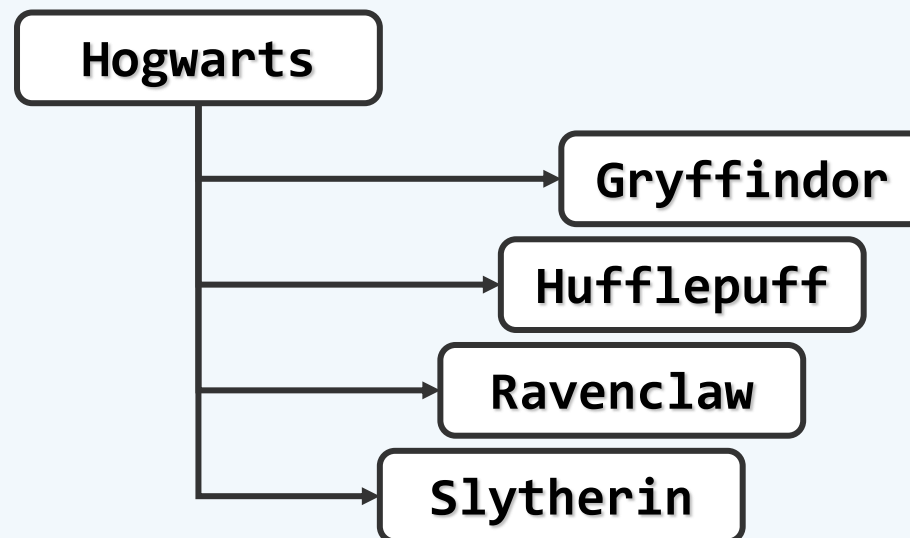 Hogwarts
Gryffindor
Hufflepuff
Ravenclaw
Slytherin